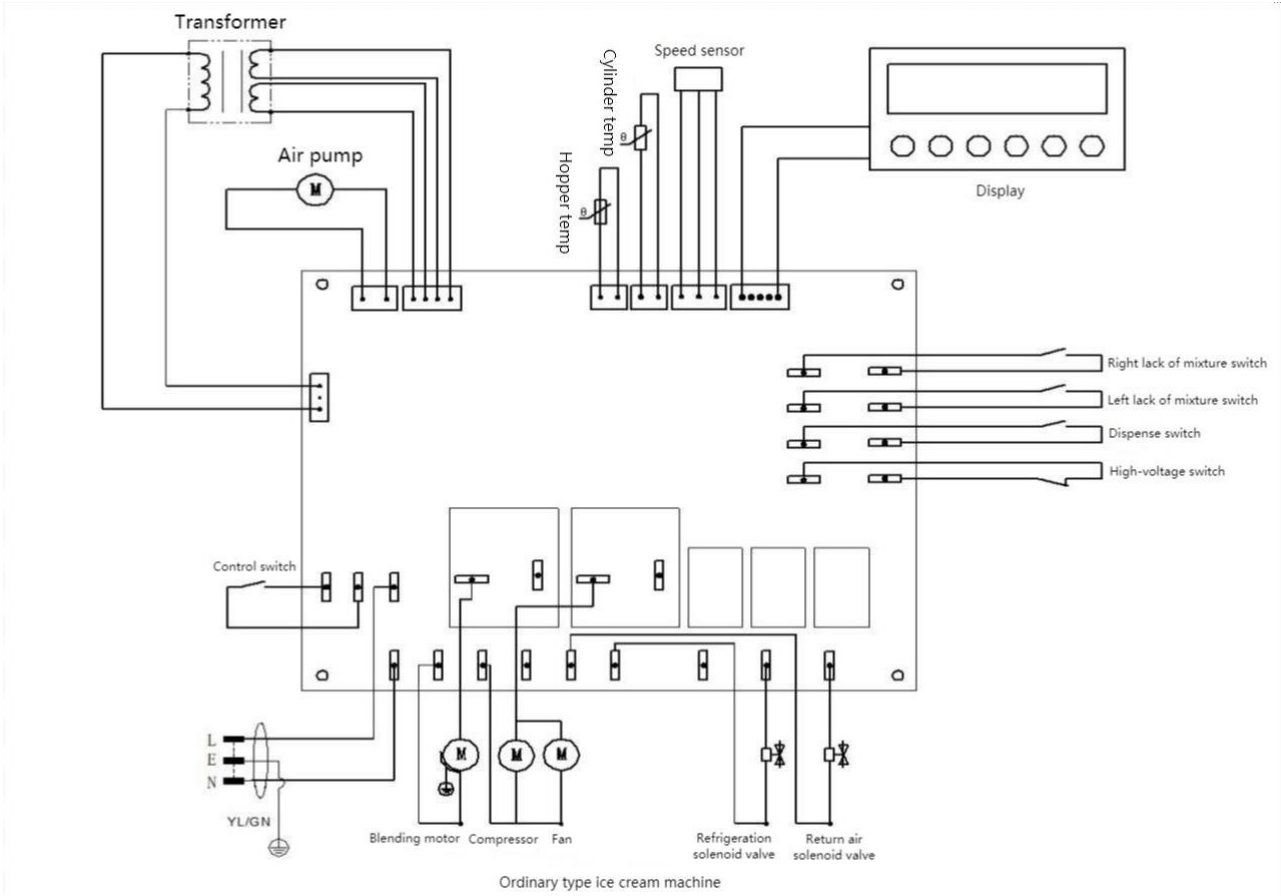 Transformer
Speed sensor
Cylinder temp
θ
Air pump
M
Hopper temp
θ
Display
Right lack of mixture switch
Left lack of mixture switch
Dispense switch
High-voltage switch
Control switch
L
E
N
M
M
M
YL/GN
Blending motor
Compressor
Fan
Refrigeration
solenoid valve
Return air
solenoid valve
Ordinary type ice cream machine